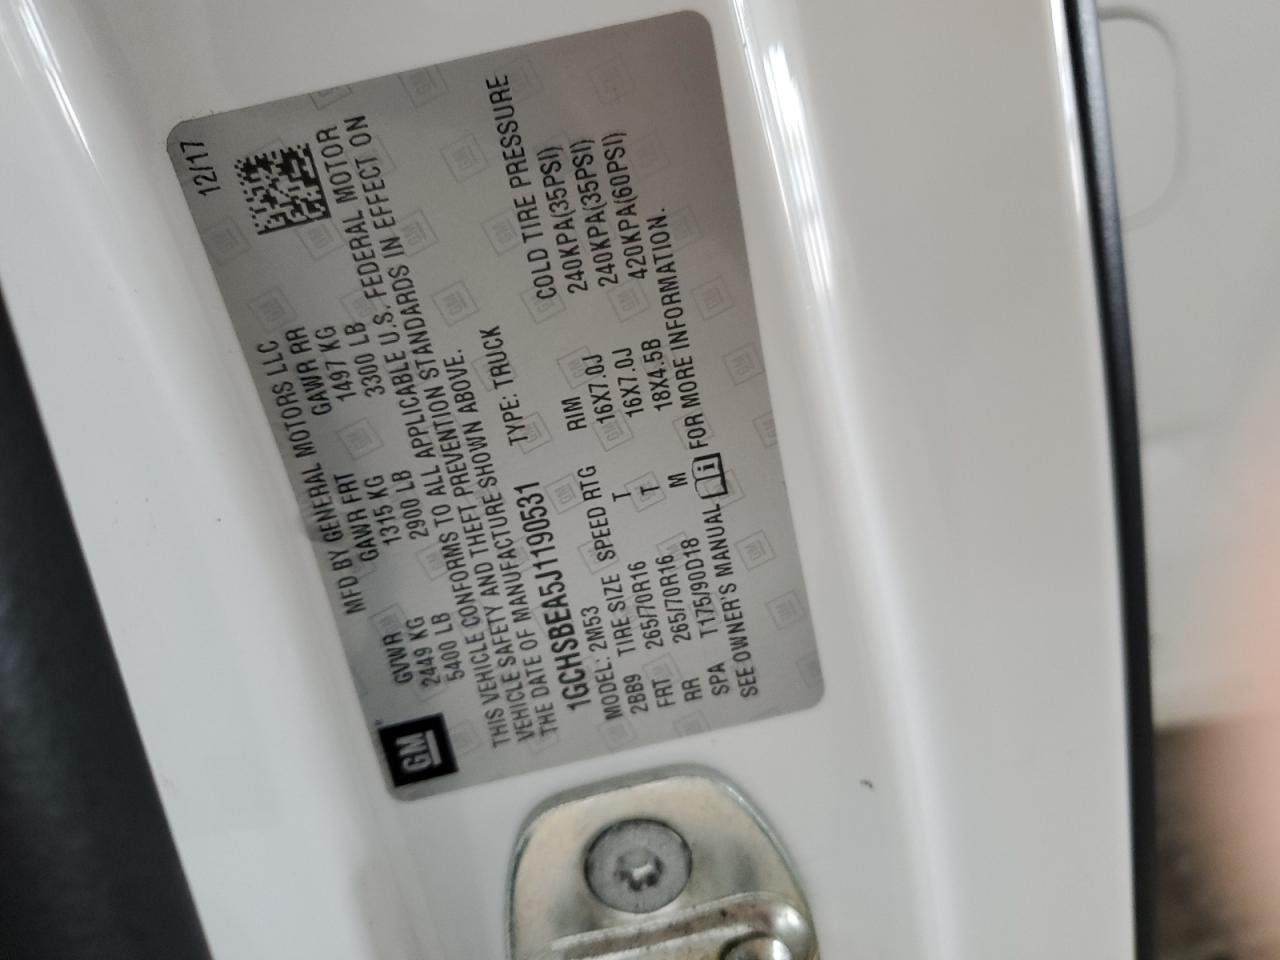 GM
MFD BY GENERAL MOTORS LLC 12/17
GVWR GAWR FRT GAWR RR
2449 KG 1315 KG 1497 KG
5400 LB 2900 LB 3300 LB
THIS VEHICLE CONFORMS TO ALL APPLICABLE U.S. FEDERAL MOTOR
VEHICLE SAFETY AND THEFT PREVENTION STANDARDS IN EFFECT ON
THE DATE OF MANUFACTURE SHOWN ABOVE.
1GCHSBEA5J1190531 TYPE: TRUCK
MODEL: 2M53
2BB9 TIRE SIZE SPEED RTG RIM COLD TIRE PRESSURE
FRT 265/70R16 T 16X7.0J 240KPA(35PSI)
RR 265/70R16 T 16X7.0J 240KPA(35PSI)
SPA T175/90D18 M 18X4.5B 420KPA(60PSI)
SEE OWNER'S MANUAL FOR MORE INFORMATION.